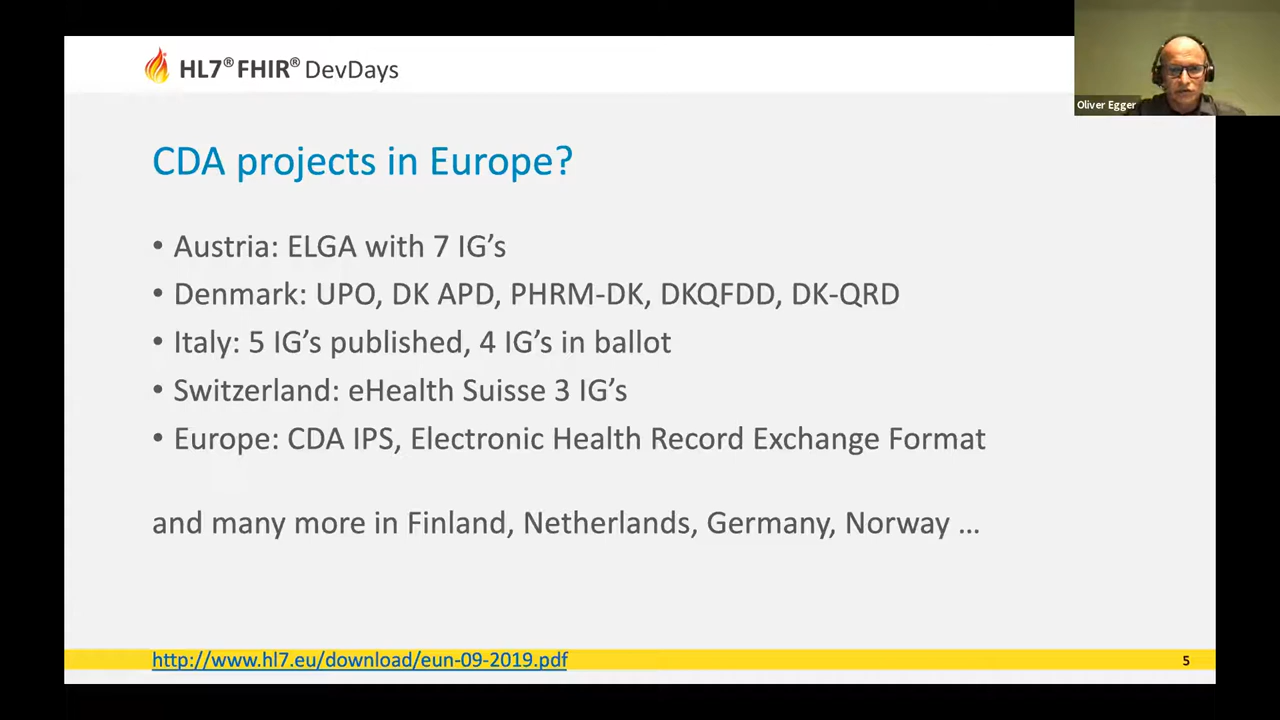 HL7® FHIR® DevDays
Oliver Egger
CDA projects in Europe?
• Austria: ELGA with 7 IG’s
• Denmark: UPO, DK APD, PHRM-DK, DKQFDD, DK-QRD
• Italy: 5 IG’s published, 4 IG’s in ballot
• Switzerland: eHealth Suisse 3 IG’s
• Europe: CDA IPS, Electronic Health Record Exchange Format
and many more in Finland, Netherlands, Germany, Norway …
http://www.hl7.eu/download/eun-09-2019.pdf
5